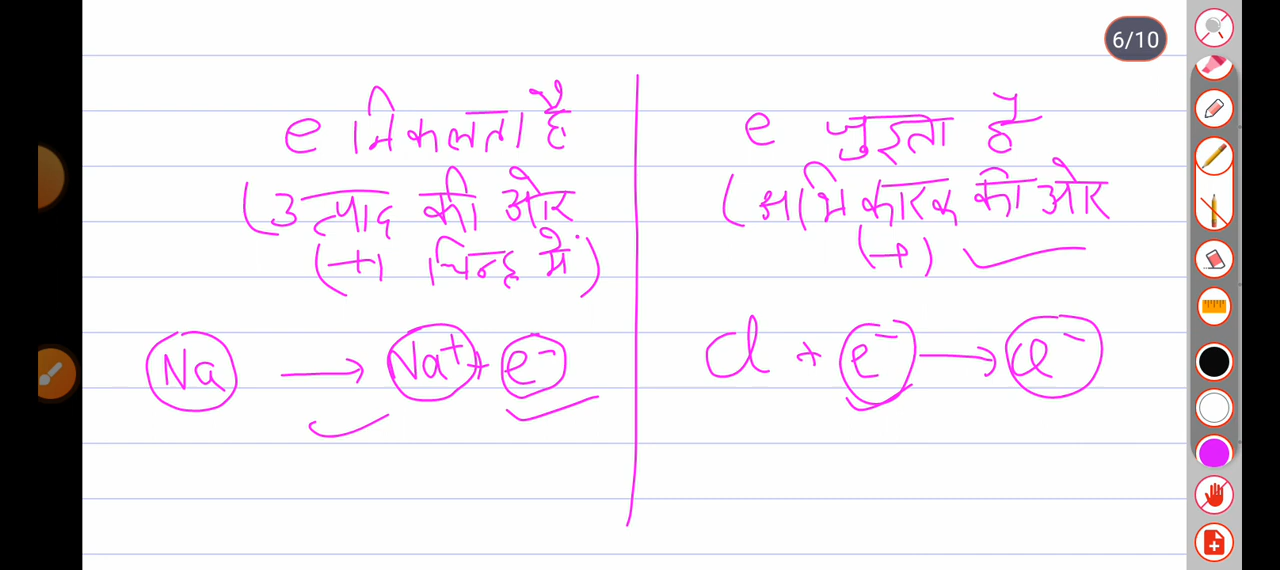 6/10
e निकलता है
(उत्पाद की ओर
(+) चिन्ह में)
Na → Na⁺ + e⁻
e जुड़ता है
(अभिकारक की ओर
(+)
Cl + e⁻ → Cl⁻